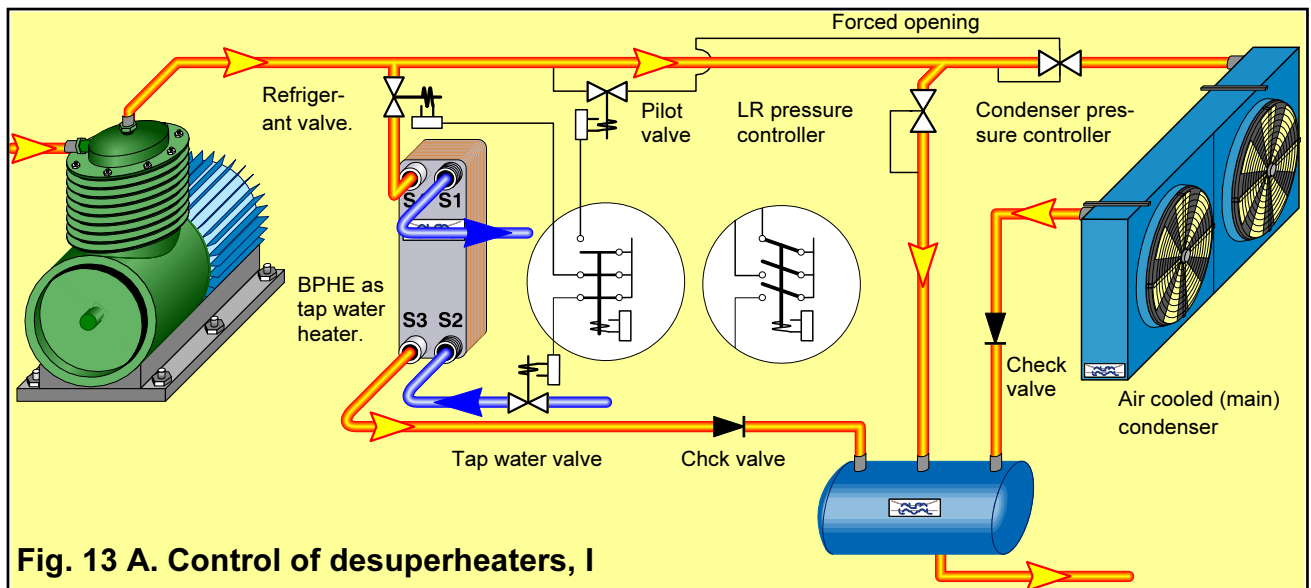 Forced opening
Refriger-
ant valve.
Pilot
valve
LR pressure
controller
Condenser pres-
sure controller
S1
BPHE as
tap water
heater.
S3
S2
Check
valve
Air cooled (main)
condenser
Tap water valve
Chck valve
Fig. 13 A. Control of desuperheaters, I